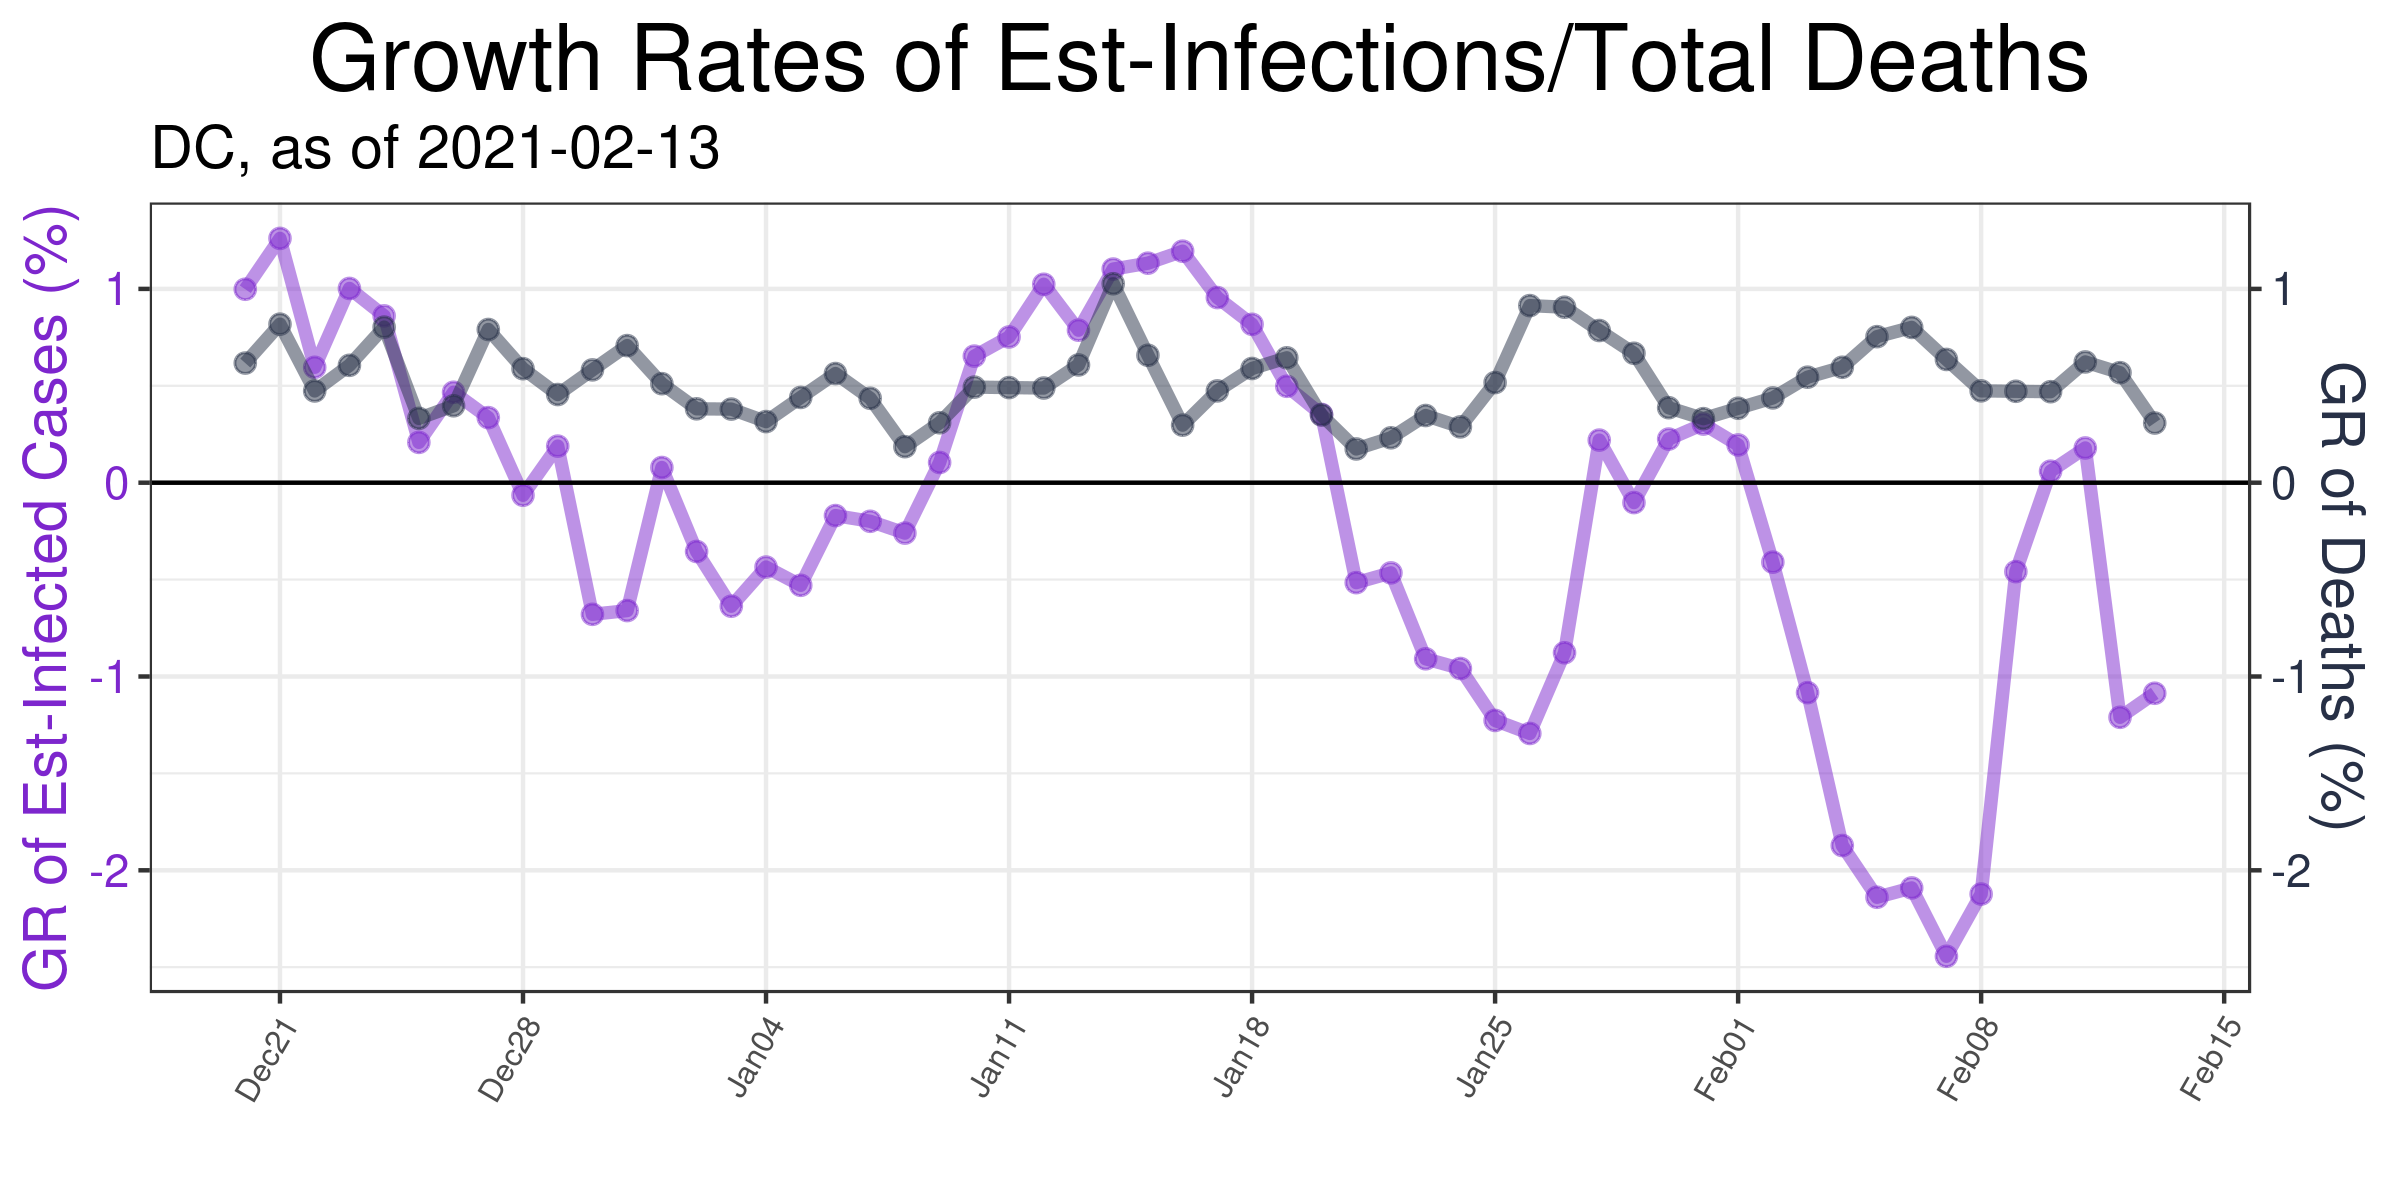 Growth Rates of Est-Infections/Total Deaths
DC, as of 2021-02-13
GR of Est-Infected Cases (%)
1
0
-1
-2
1
0
-1
-2
GR of Deaths (%)
Dec21
Dec28
Jan04
Jan11
Jan18
Jan25
Feb01
Feb08
Feb15